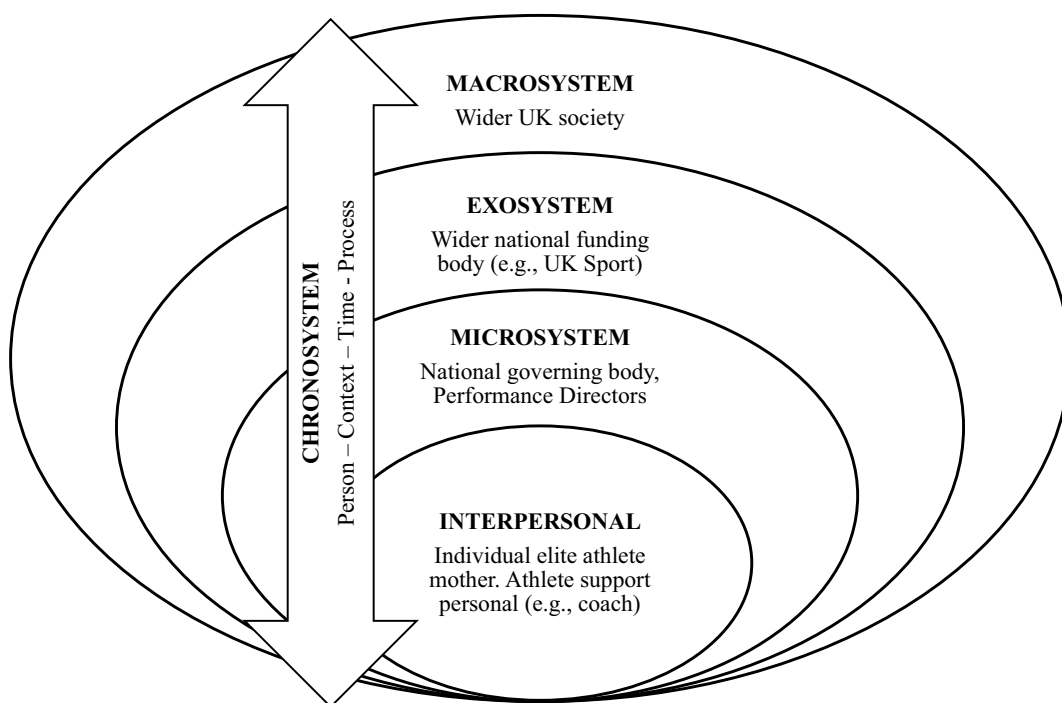 MACROSYSTEM
Wider UK society
EXOSYSTEM
Wider national funding
body (e.g., UK Sport)
MICROSYSTEM
National governing body,
Performance Directors
INTERPERSONAL
Individual elite athlete
mother. Athlete support
personal (e.g., coach)
CHRONOSYSTEM
Person – Context – Time - Process